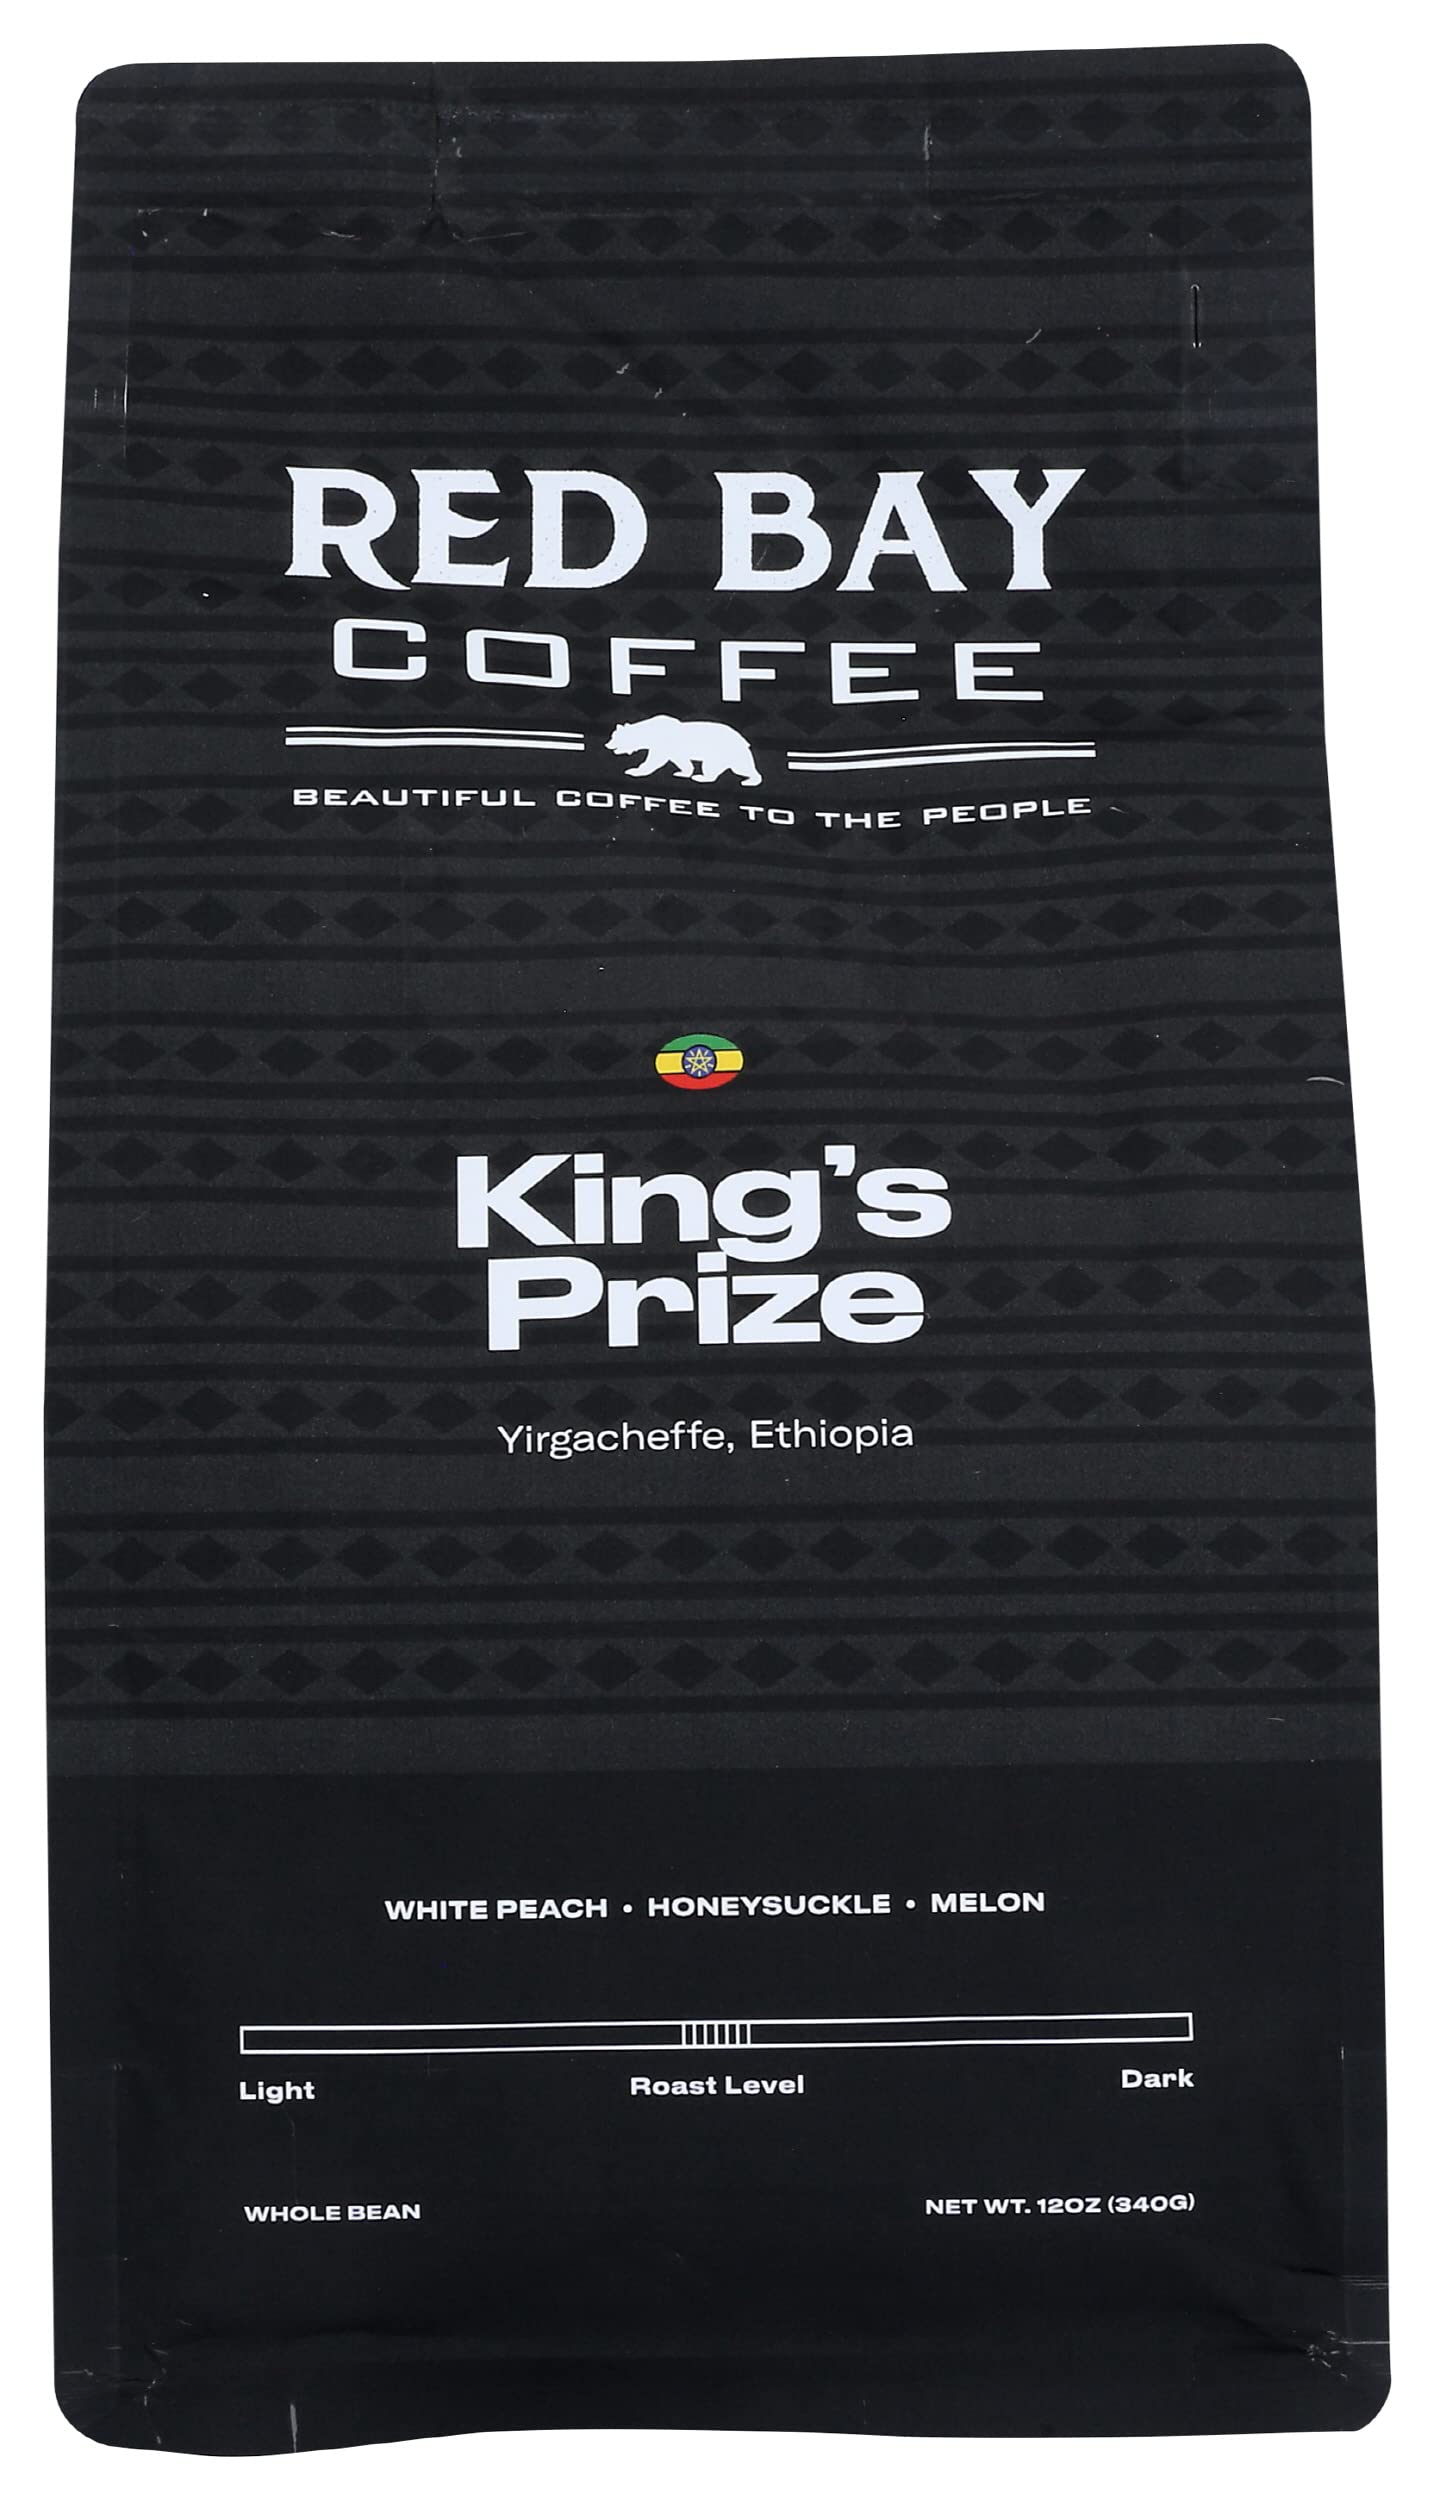 RED BAY
COFFEE
BEAUTIFUL COFFEE TO THE PEOPLE
King's
Prize
Yirgacheffe, Ethiopia
WHITE PEACH • HONEYSUCKLE • MELON
Light Roast Level Dark
WHOLE BEAN NET WT. 12OZ (340G)